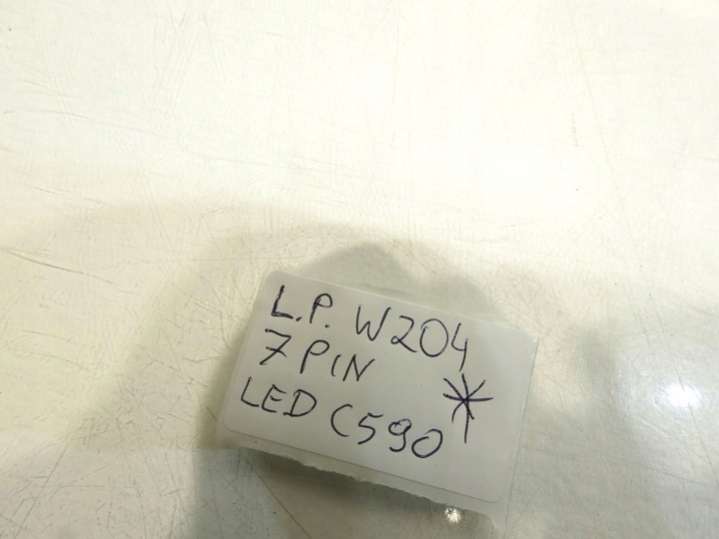 L.P. W204
7 PIN
LED C590 *